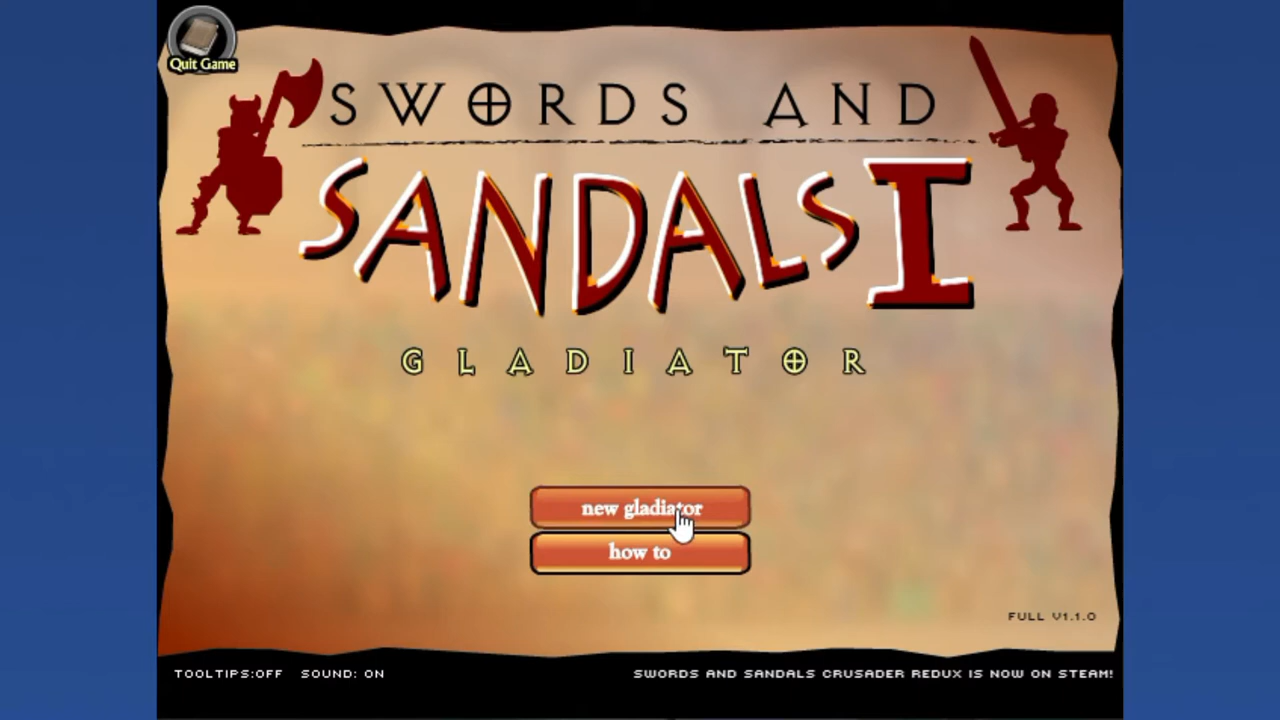 Quit Game
SWORDS AND
SANDALS I
GLADIATOR
new gladiator
how to
FULL V1.1.0
TOOLTIPS:OFF SOUND: ON
SWORDS AND SANDALS CRUSADER REDUX IS NOW ON STEAM!